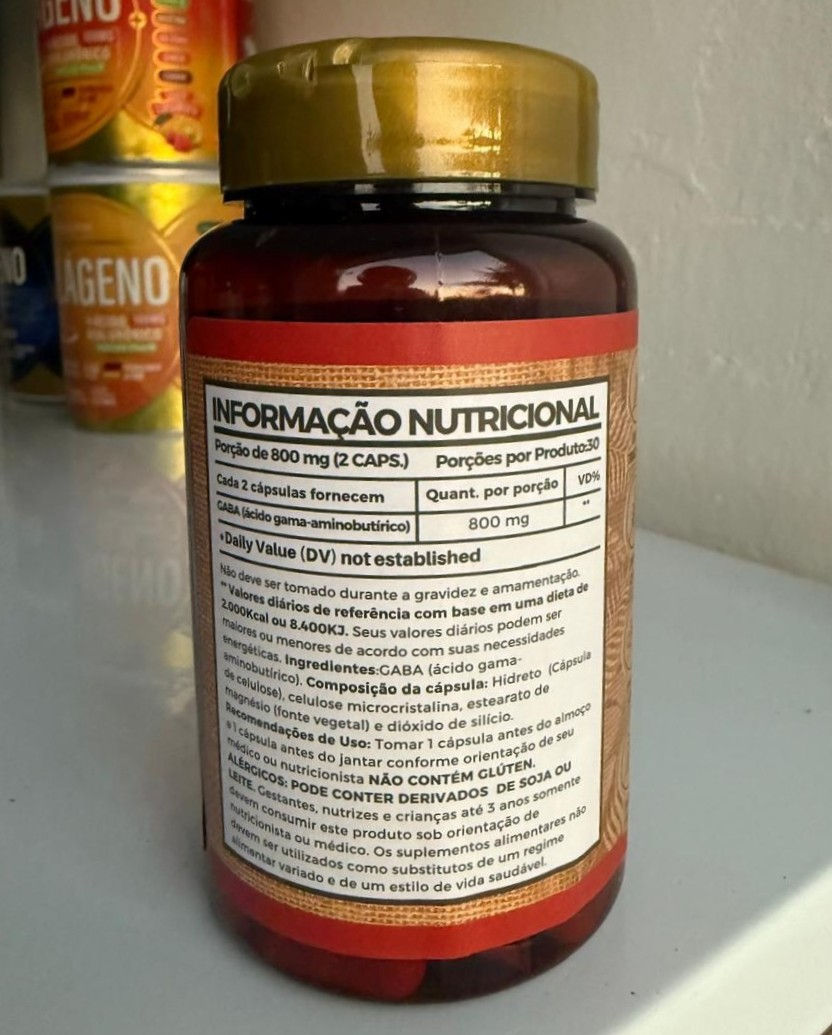 AGENO
INFORMAÇÃO NUTRICIONAL
Porção de 800 mg (2 CAPS.) Porções por Produto:30
Cada 2 cápsulas fornecem Quant. por porção VD%
GABA (ácido gama-aminobutírico) 800 mg **
*Daily Value (DV) not established
Não deve ser tomado durante a gravidez e amamentação.
**Valores diários de referência com base em uma dieta de
2.000Kcal ou 8.400KJ. Seus valores diários podem ser
maiores ou menores de acordo com suas necessidades
energéticas. Ingredientes:GABA (ácido gama-
aminobutírico). Composição da cápsula: Hidreto (Cápsula
de celulose), celulose microcristalina, estearato de
magnésio (fonte vegetal) e dióxido de silício.
Recomendações de Uso: Tomar 1 cápsula antes do almoço
e 1 cápsula antes do jantar conforme orientação de seu
médico ou nutricionista NÃO CONTÉM GLÚTEN.
ALÉRGICOS: PODE CONTER DERIVADOS DE SOJA OU
LEITE. Gestantes, nutrizes e crianças até 3 anos somente
devem consumir este produto sob orientação de
nutricionista ou médico. Os suplementos alimentares não
devem ser utilizados como substitutos de um regime
alimentar variado e de um estilo de vida saudável.